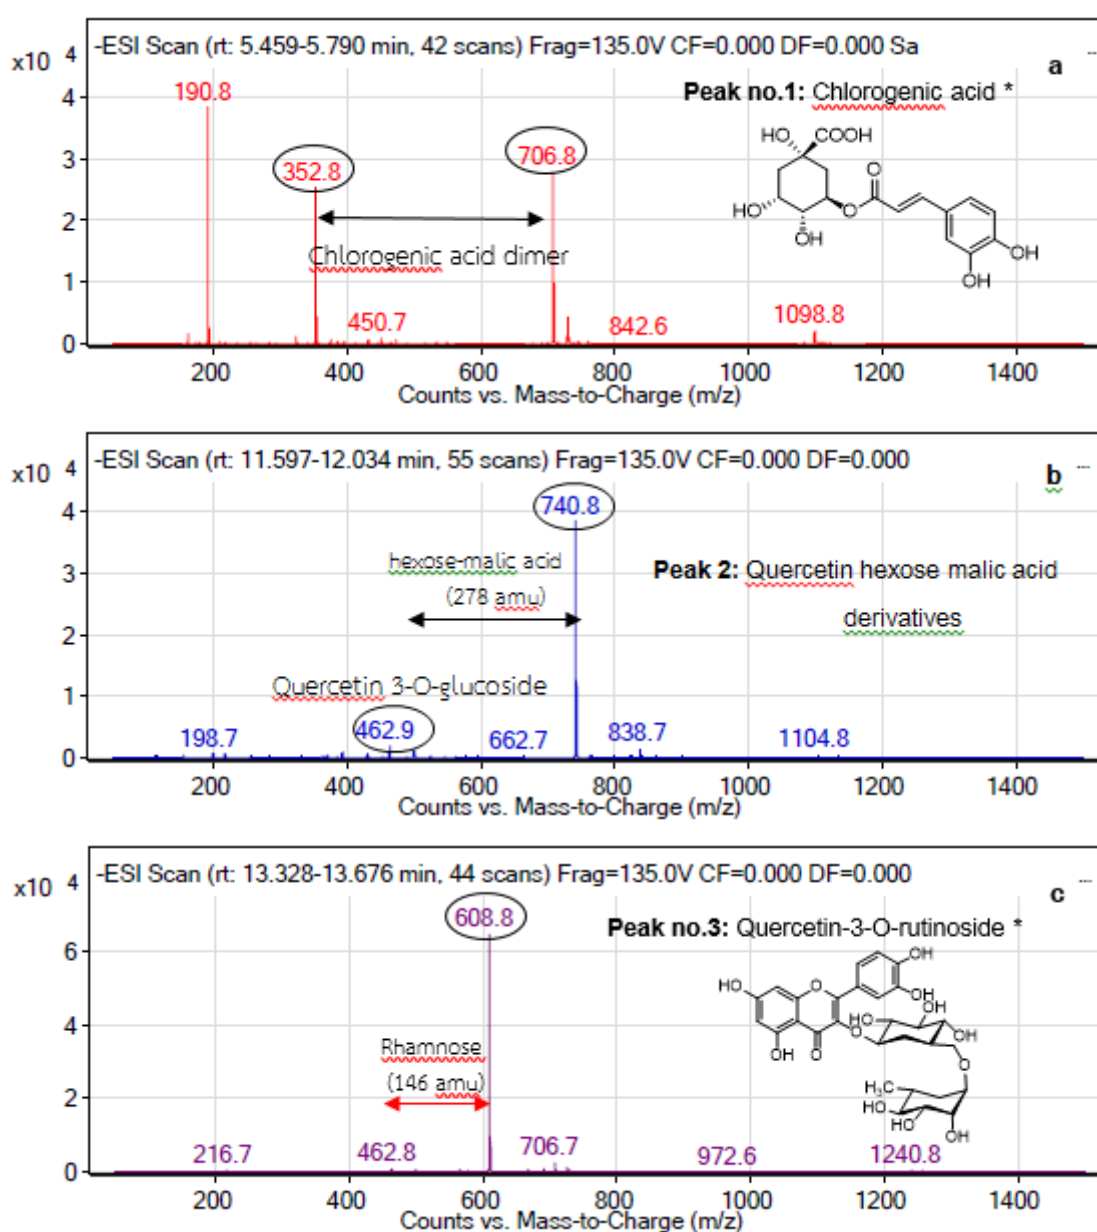 -ESI Scan (rt: 5.459-5.790 min, 42 scans) Frag=135.0V CF=0.000 DF=0.000 Sa ...
x10 4
a
Peak no.1: Chlorogenic acid *
4
3
2
1
0
190.8
352.8
706.8
Chlorogenic acid dimer
450.7
842.6
1098.8
HO
COOH
HO
OH
O
O
OH
OH
200 400 600 800 1000 1200 1400
Counts vs. Mass-to-Charge (m/z)
-ESI Scan (rt: 11.597-12.034 min, 55 scans) Frag=135.0V CF=0.000 DF=0.000 ...
x10 4
b
4
3
2
1
0
740.8
hexose-malic acid
(278 amu)
Peak 2: Quercetin hexose malic acid
derivatives
Quercetin 3-O-glucoside
198.7
462.9
662.7
838.7
1104.8
200 400 600 800 1000 1200 1400
Counts vs. Mass-to-Charge (m/z)
-ESI Scan (rt: 13.328-13.676 min, 44 scans) Frag=135.0V CF=0.000 DF=0.000 ...
x10 4
c
6
4
2
0
608.8
Peak no.3: Quercetin-3-O-rutinoside *
Rhamnose
(146 amu)
216.7
462.8
706.7
972.6
1240.8
OH
HO
O
OH
OH
HO
HO
OH
O
OH
O
O
H₃C
HO
HO
OH
OH
200 400 600 800 1000 1200 1400
Counts vs. Mass-to-Charge (m/z)